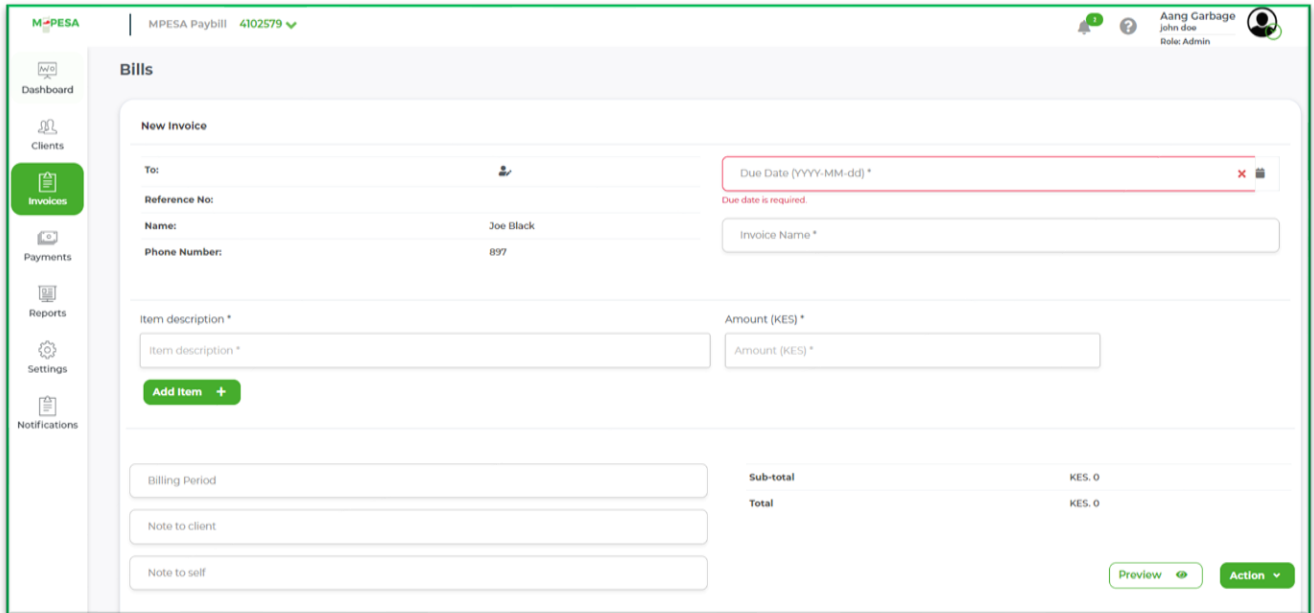 M-PESA
MPESA Paybill 4102579
3
?
Aang Garbage
john doe
Role: Admin
Dashboard
Clients
Invoices
Payments
Reports
Settings
Notifications
Bills
New Invoice
To:
Reference No:
Name: Joe Black
Phone Number: 897
Due Date (YYYY-MM-dd) *
Due date is required.
Invoice Name *
Item description * Amount (KES) *
Item description * Amount (KES) *
Add Item +
Billing Period
Note to client
Note to self
Sub-total KES. 0
Total KES. 0
Preview Action